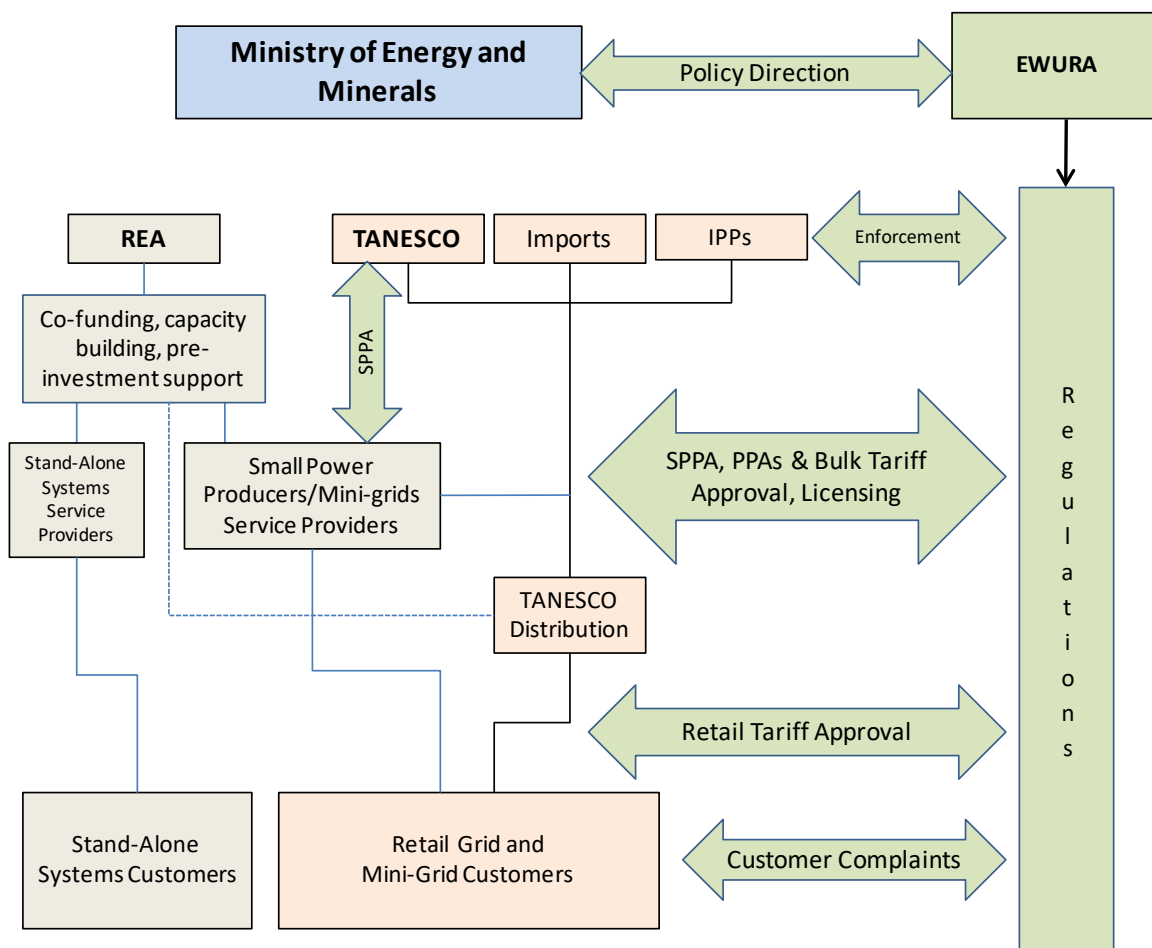 Ministry of Energy and
Minerals
Policy Direction
EWURA
REA
TANESCO
Imports
IPPs
Enforcement
Co-funding, capacity
building, pre-
investment support
SPPA
Stand-Alone
Systems
Service
Providers
Small Power
Producers/Mini-grids
Service Providers
SPPA, PPAs & Bulk Tariff
Approval, Licensing
Regulations
TANESCO
Distribution
Retail Tariff Approval
Stand-Alone
Systems Customers
Retail Grid and
Mini-Grid Customers
Customer Complaints